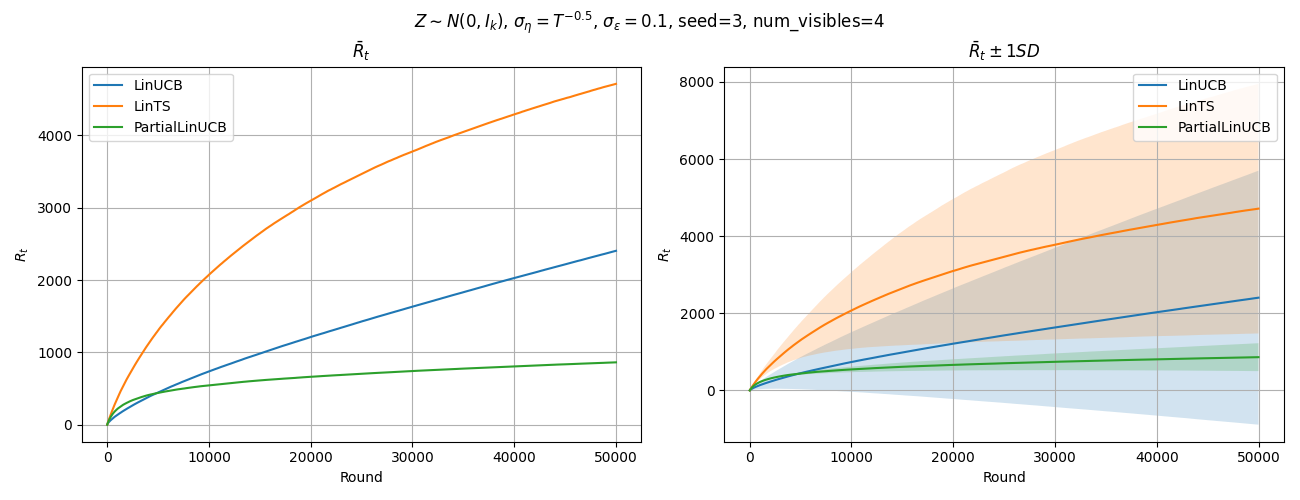 Z ∼ N(0, I_k), σ_η = T^{−0.5}, σ_ε = 0.1, seed=3, num_visibles=4
R̄_t
LinUCB
LinTS
PartialLinUCB
R_t
4000
3000
2000
1000
0
0 10000 20000 30000 40000 50000
Round
R̄_t ± 1SD
LinUCB
LinTS
PartialLinUCB
R_t
8000
6000
4000
2000
0
0 10000 20000 30000 40000 50000
Round